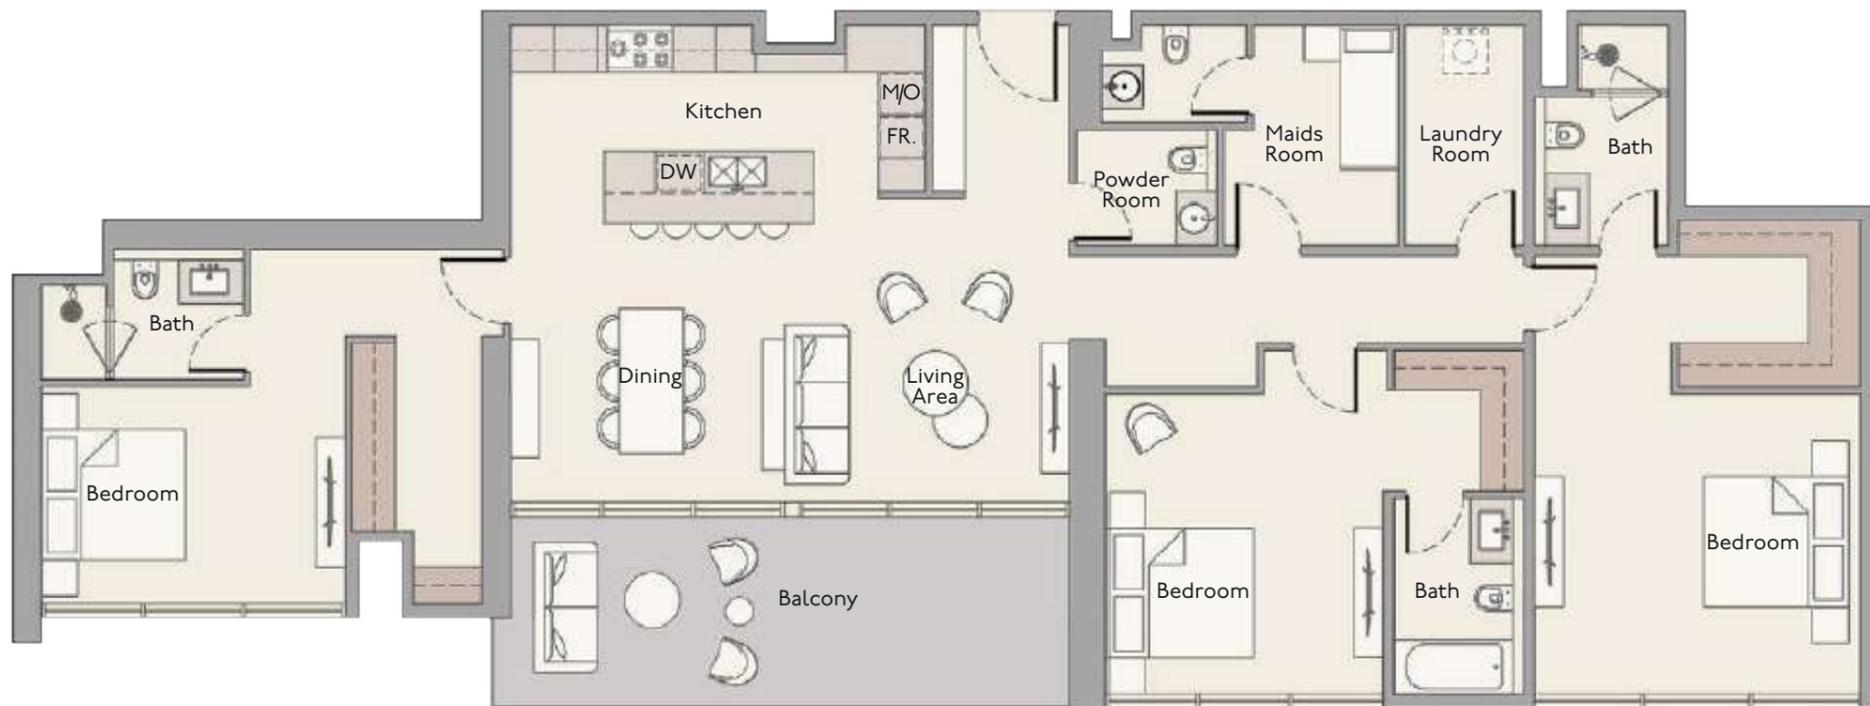 Kitchen
M/O
FR.
DW
Maids
Room
Laundry
Room
Bath
Powder
Room
Bath
Dining
Living
Area
Bedroom
Balcony
Bedroom
Bath
Bedroom